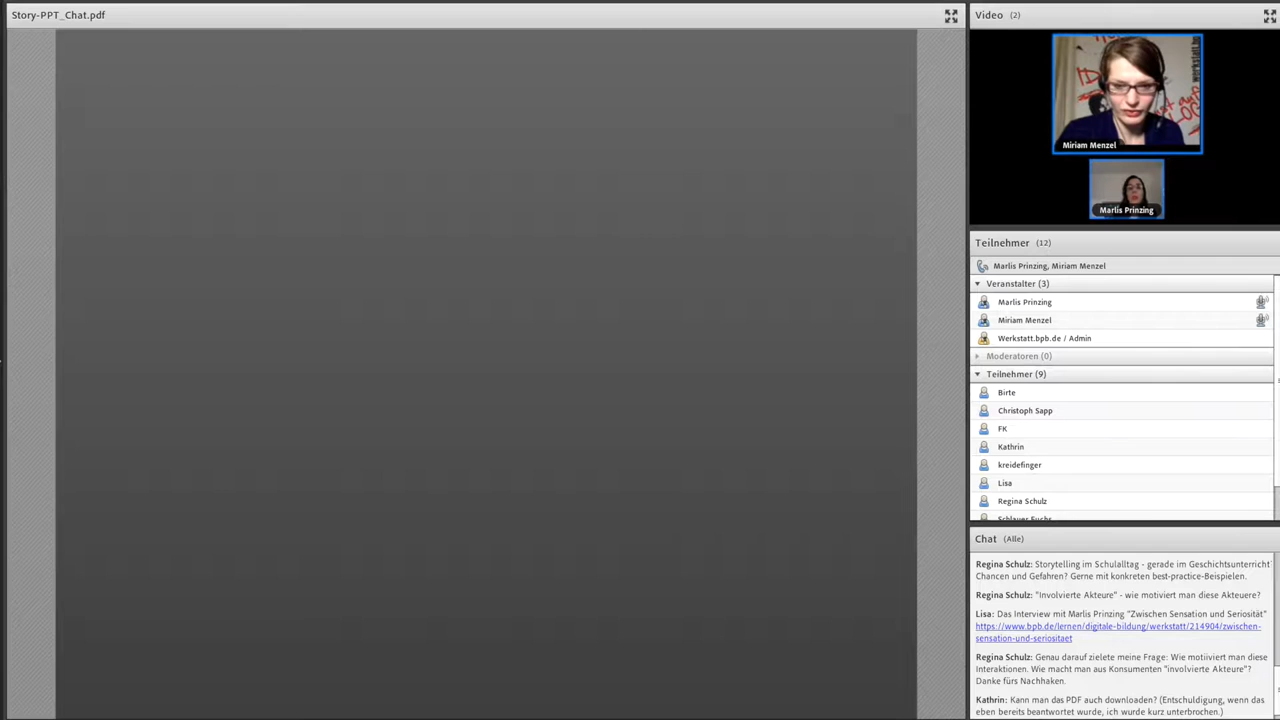 Story-PPT_Chat.pdf
Video (2)
Miriam Menzel
Marlis Prinzing
Teilnehmer (12)
Marlis Prinzing, Miriam Menzel
Veranstalter (3)
Marlis Prinzing
Miriam Menzel
Werkstatt.bpb.de / Admin
Moderatoren (0)
Teilnehmer (9)
Birte
Christoph Sapp
FK
Kathrin
kreidefinger
Lisa
Regina Schulz
Schlauer Fuchs
Chat (Alle)
Regina Schulz: Storytelling im Schulalltag - gerade im Geschichtsunterricht
Chancen und Gefahren? Gerne mit konkreten best-practice-Beispielen.
Regina Schulz: "Involvierte Akteure" - wie motiviert man diese Akteuere?
Lisa: Das Interview mit Marlis Prinzing "Zwischen Sensation und Seriosität"
https://www.bpb.de/lernen/digitale-bildung/werkstatt/214904/zwischen-
sensation-und-seriositaet
Regina Schulz: Genau darauf zielete meine Frage: Wie motiiviert man diese
Interaktionen. Wie macht man aus Konsumenten "involvierte Akteure"?
Danke fürs Nachhaken.
Kathrin: Kann man das PDF auch downloaden? (Entschuldigung, wenn das
eben bereits beantwortet wurde, ich wurde kurz unterbrochen.)